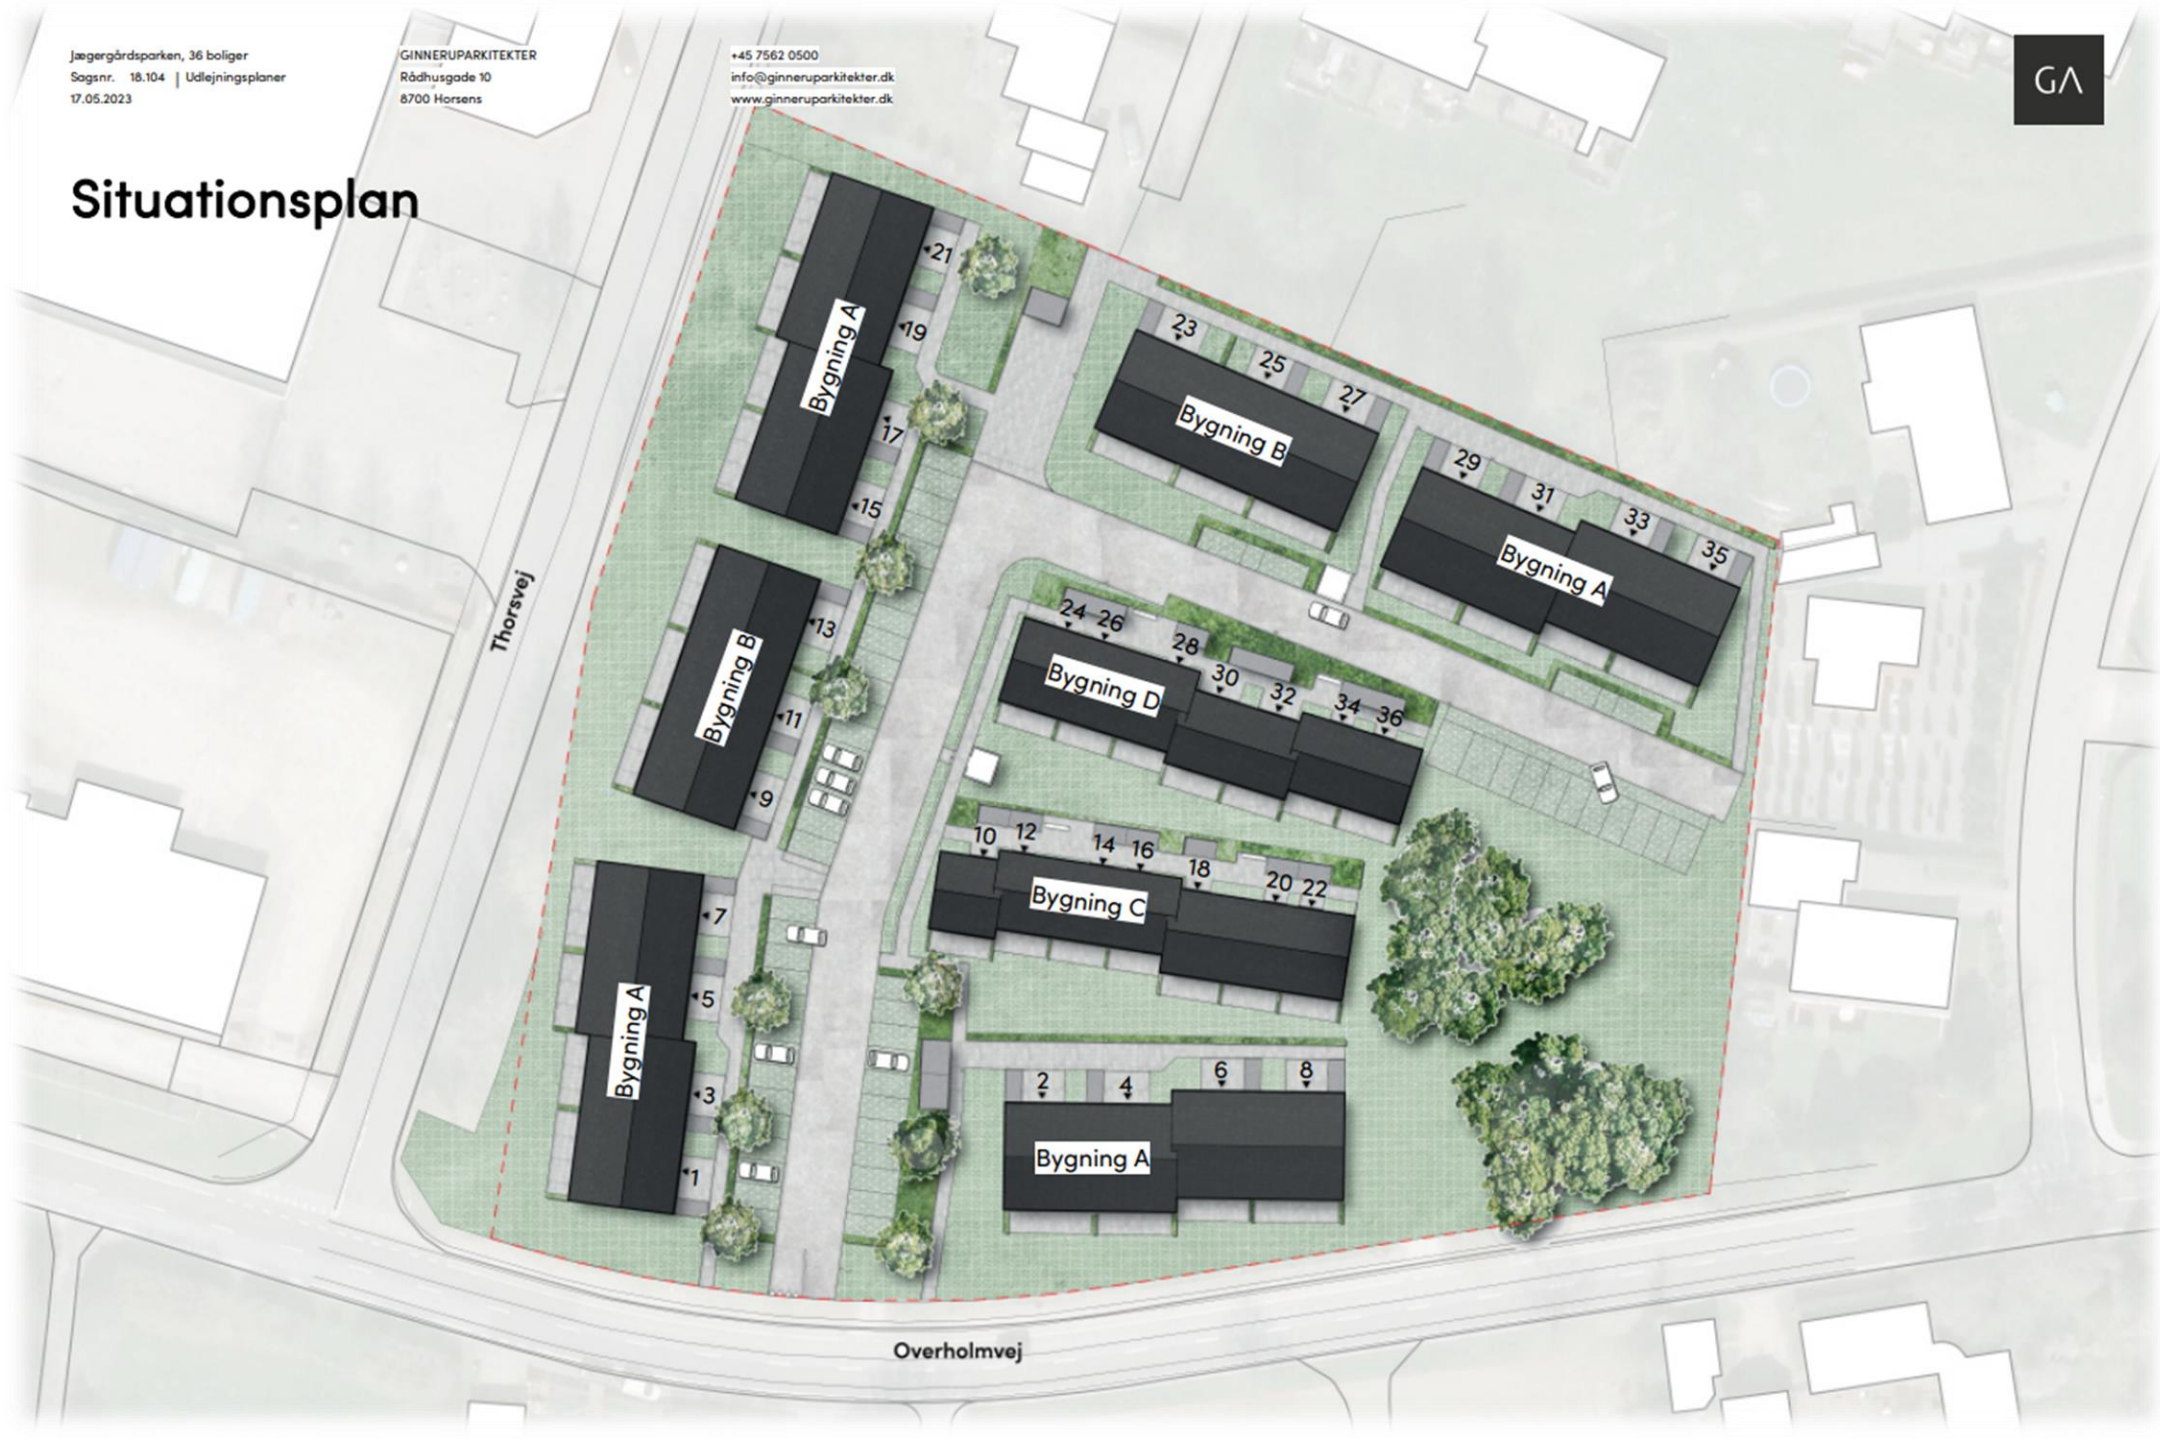 Jægergårdsparken, 36 boliger
Sagsnr. 18.104 | Udlejningsplaner
17.05.2023
GINNERUPARKITEKTER
Rådhusgade 10
8700 Horsens
+45 7562 0500
info@ginneruparkitekter.dk
www.ginneruparkitekter.dk
GA
Situationsplan
21
19
Bygning A
17
15
23
25
27
Bygning B
29
31
33
35
Bygning A
Thorsvej
13
Bygning B
11
9
24
26
28
30
32
34
36
Bygning D
10
12
14
16
18
20
22
Bygning C
7
5
Bygning A
3
1
2
4
6
8
Bygning A
Overholmvej